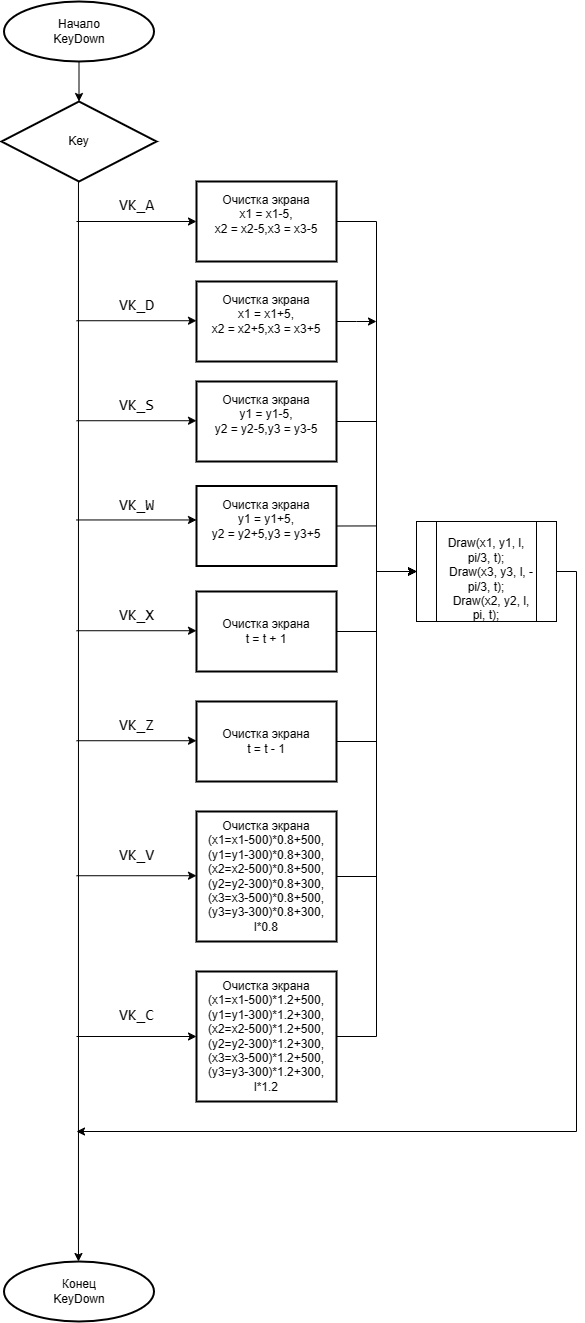 Начало
KeyDown
Key
VK_A
Очистка экрана
x1 = x1-5,
x2 = x2-5,x3 = x3-5
VK_D
Очистка экрана
x1 = x1+5,
x2 = x2+5,x3 = x3+5
VK_S
Очистка экрана
y1 = y1-5,
y2 = y2-5,y3 = y3-5
VK_W
Очистка экрана
y1 = y1+5,
y2 = y2+5,y3 = y3+5
Draw(x1, y1, l,
pi/3, t);
Draw(x3, y3, l, -
pi/3, t);
Draw(x2, y2, l,
pi, t);
VK_X
Очистка экрана
t = t + 1
VK_Z
Очистка экрана
t = t - 1
VK_V
Очистка экрана
(x1=x1-500)*0.8+500,
(y1=y1-300)*0.8+300,
(x2=x2-500)*0.8+500,
(y2=y2-300)*0.8+300,
(x3=x3-500)*0.8+500,
(y3=y3-300)*0.8+300,
l*0.8
VK_C
Очистка экрана
(x1=x1-500)*1.2+500,
(y1=y1-300)*1.2+300,
(x2=x2-500)*1.2+500,
(y2=y2-300)*1.2+300,
(x3=x3-500)*1.2+500,
(y3=y3-300)*1.2+300,
l*1.2
Конец
KeyDown